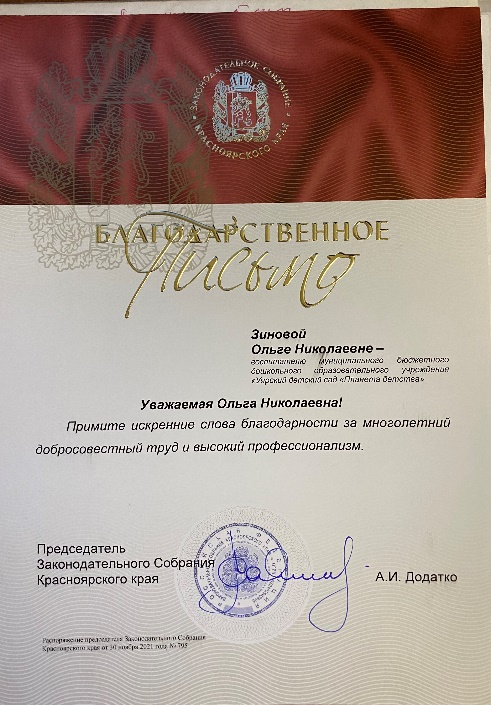 ЗАКОНОДАТЕЛЬНОЕ СОБРАНИЕ
КРАСНОЯРСКОГО КРАЯ
БЛАГОДАРСТВЕННОЕ
Письмо
Зиновой
Ольге Николаевне –
воспитателю муниципального бюджетного
дошкольного образовательного учреждения
детский сад «Планета детства»
Уважаемая Ольга Николаевна!
Примите искренние слова благодарности за многолетний
добросовестный труд и высокий профессионализм.
Председатель
Законодательного Собрания
Красноярского края
А.И. Додатко
Распоряжение председателя Законодательного Собрания
Красноярского края от 30 ноября 2021 года № 795